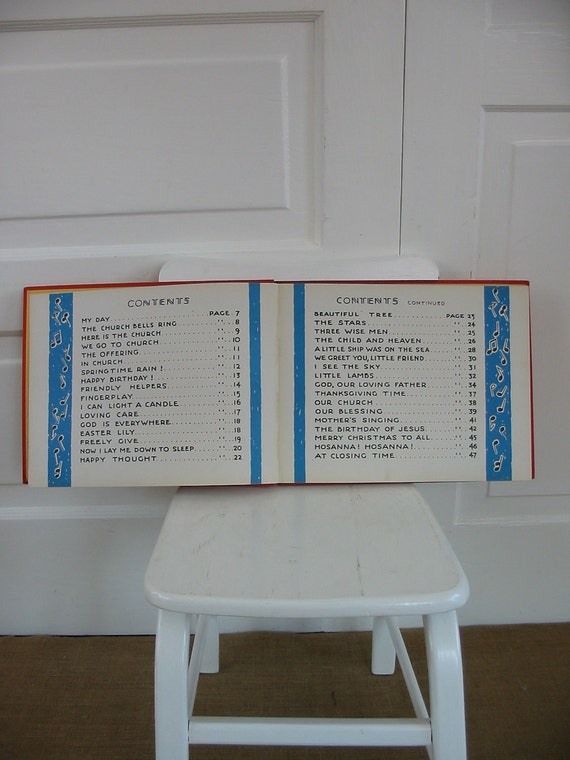 CONTENTS
MY DAY PAGE 7
THE CHURCH BELLS RING " 8
HERE IS THE CHURCH " 9
WE GO TO CHURCH " 10
THE OFFERING " 11
IN CHURCH " 11
SPRINGTIME RAIN! " 12
HAPPY BIRTHDAY! " 13
FRIENDLY HELPERS " 14
FINGERPLAY " 15
I CAN LIGHT A CANDLE " 16
LOVING CARE " 17
GOD IS EVERYWHERE " 18
EASTER LILY " 18
FREELY GIVE " 19
NOW I LAY ME DOWN TO SLEEP " 20
HAPPY THOUGHT " 22
CONTENTS CONTINUED
BEAUTIFUL TREE PAGE 23
THE STARS " 24
THREE WISE MEN " 25
THE CHILD AND HEAVEN " 26
A LITTLE SHIP WAS ON THE SEA " 28
WE GREET YOU, LITTLE FRIEND " 30
I SEE THE SKY " 31
LITTLE LAMBS " 32
GOD, OUR LOVING FATHER " 34
THANKSGIVING TIME " 37
OUR CHURCH " 38
OUR BLESSING " 39
MOTHER'S SINGING " 41
THE BIRTHDAY OF JESUS " 42
MERRY CHRISTMAS TO ALL " 45
HOSANNA! HOSANNA! " 46
AT CLOSING TIME " 47